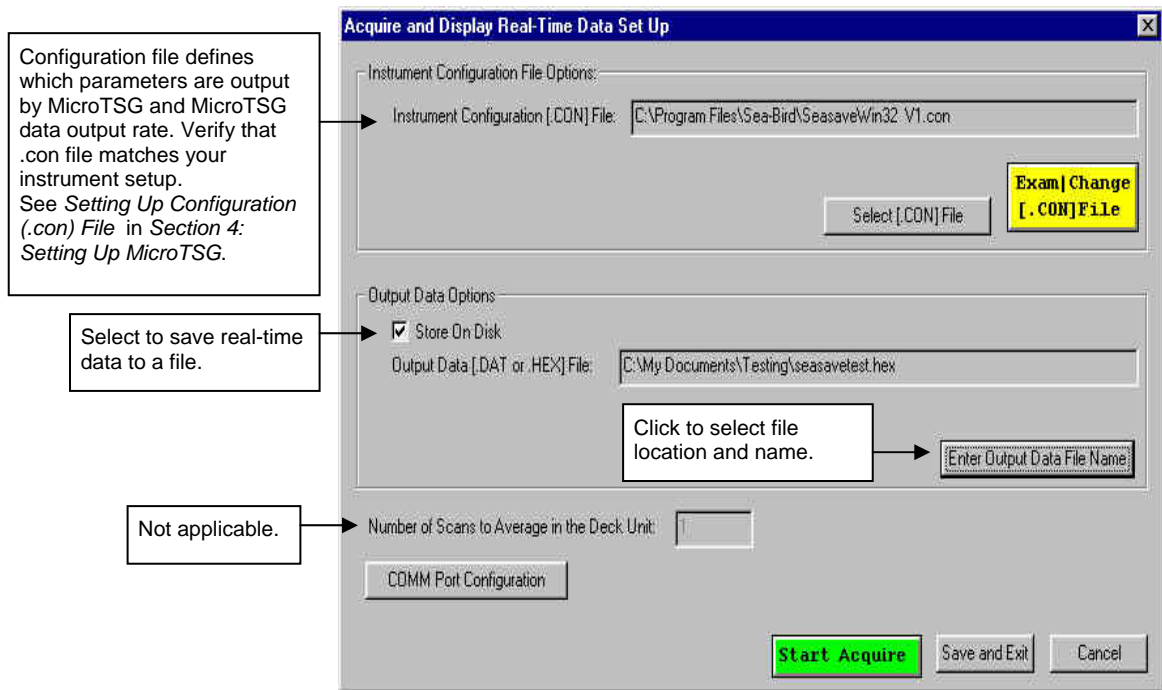 Acquire and Display Real-Time Data Set Up
Configuration file defines
which parameters are output
by MicroTSG and MicroTSG
data output rate. Verify that
.con file matches your
instrument setup.
See Setting Up Configuration
(.con) File in Section 4:
Setting Up MicroTSG.
Instrument Configuration File Options:
Instrument Configuration [.CON] File: C:\Program Files\Sea-Bird\SeasaveWin32 V1.con
Select [.CON] File
Exam|Change
[.CON]File
Output Data Options
Select to save real-time
data to a file.
Store On Disk
Output Data [.DAT or .HEX] File: C:\My Documents\Testing\seasavetest.hex
Click to select file
location and name.
Enter Output Data File Name
Not applicable.
Number of Scans to Average in the Deck Unit: 1
COMM Port Configuration
Start Acquire
Save and Exit
Cancel